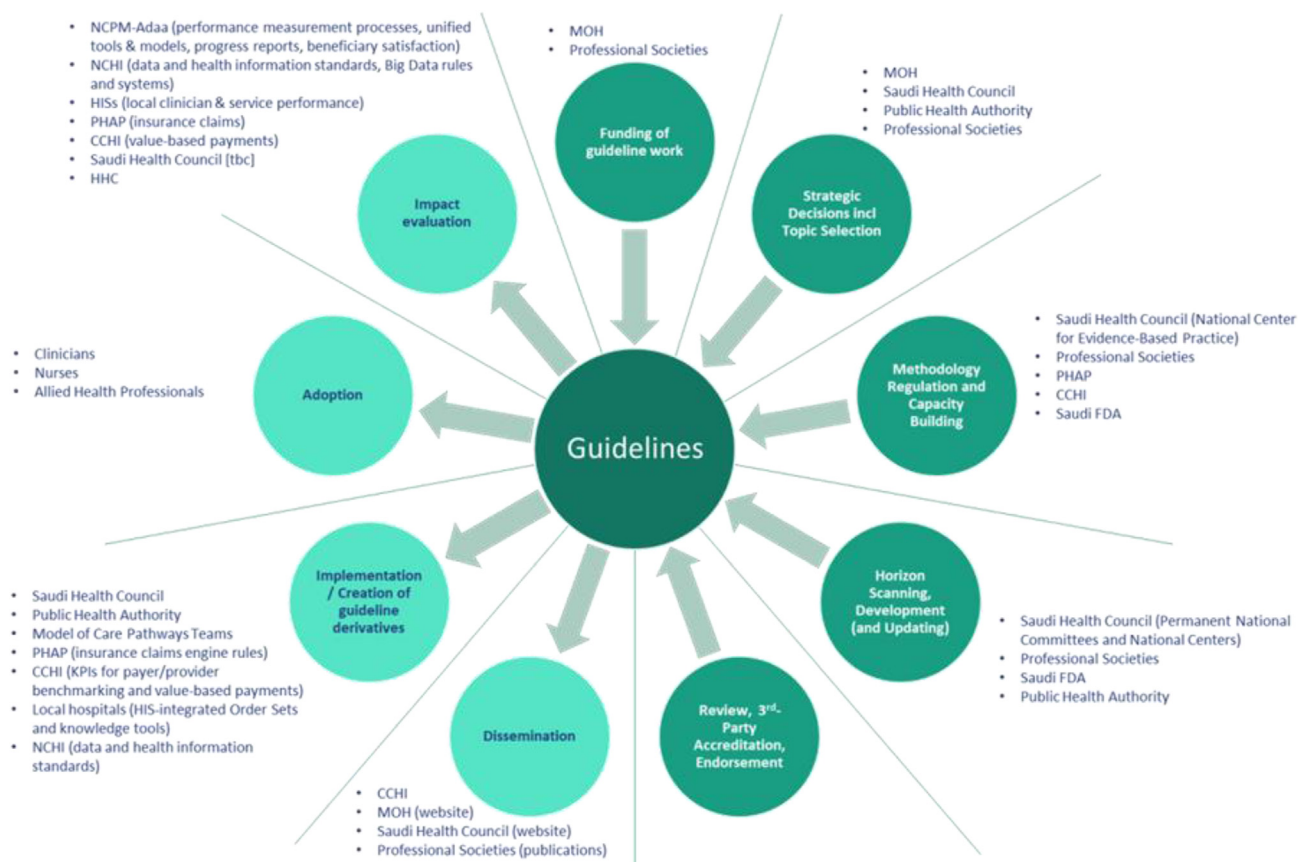 • NCPM-Adaa (performance measurement processes, unified
tools & models, progress reports, beneficiary satisfaction)
• NCHI (data and health information standards, Big Data rules
and systems)
• HISs (local clinician & service performance)
• PHAP (insurance claims)
• CCHI (value-based payments)
• Saudi Health Council [tbc]
• HHC
• MOH
• Professional Societies
• MOH
• Saudi Health Council
• Public Health Authority
• Professional Societies
Funding of
guideline work
Impact
evaluation
Strategic
Decisions incl
Topic Selection
• Clinicians
• Nurses
• Allied Health Professionals
Adoption
Guidelines
Methodology
Regulation and
Capacity
Building
• Saudi Health Council (National Center
for Evidence-Based Practice)
• Professional Societies
• PHAP
• CCHI
• Saudi FDA
Implementation
/ Creation of
guideline
derivatives
• Saudi Health Council
• Public Health Authority
• Model of Care Pathways Teams
• PHAP (insurance claims engine rules)
• CCHI (KPIs for payer/provider
benchmarking and value-based payments)
• Local hospitals (HIS-integrated Order Sets
and knowledge tools)
• NCHI (data and health information
standards)
Horizon
Scanning,
Development
(and Updating)
• Saudi Health Council (Permanent National
Committees and National Centers)
• Professional Societies
• Saudi FDA
• Public Health Authority
Dissemination
Review, 3rd-
Party
Accreditation,
Endorsement
• CCHI
• MOH (website)
• Saudi Health Council (website)
• Professional Societies (publications)